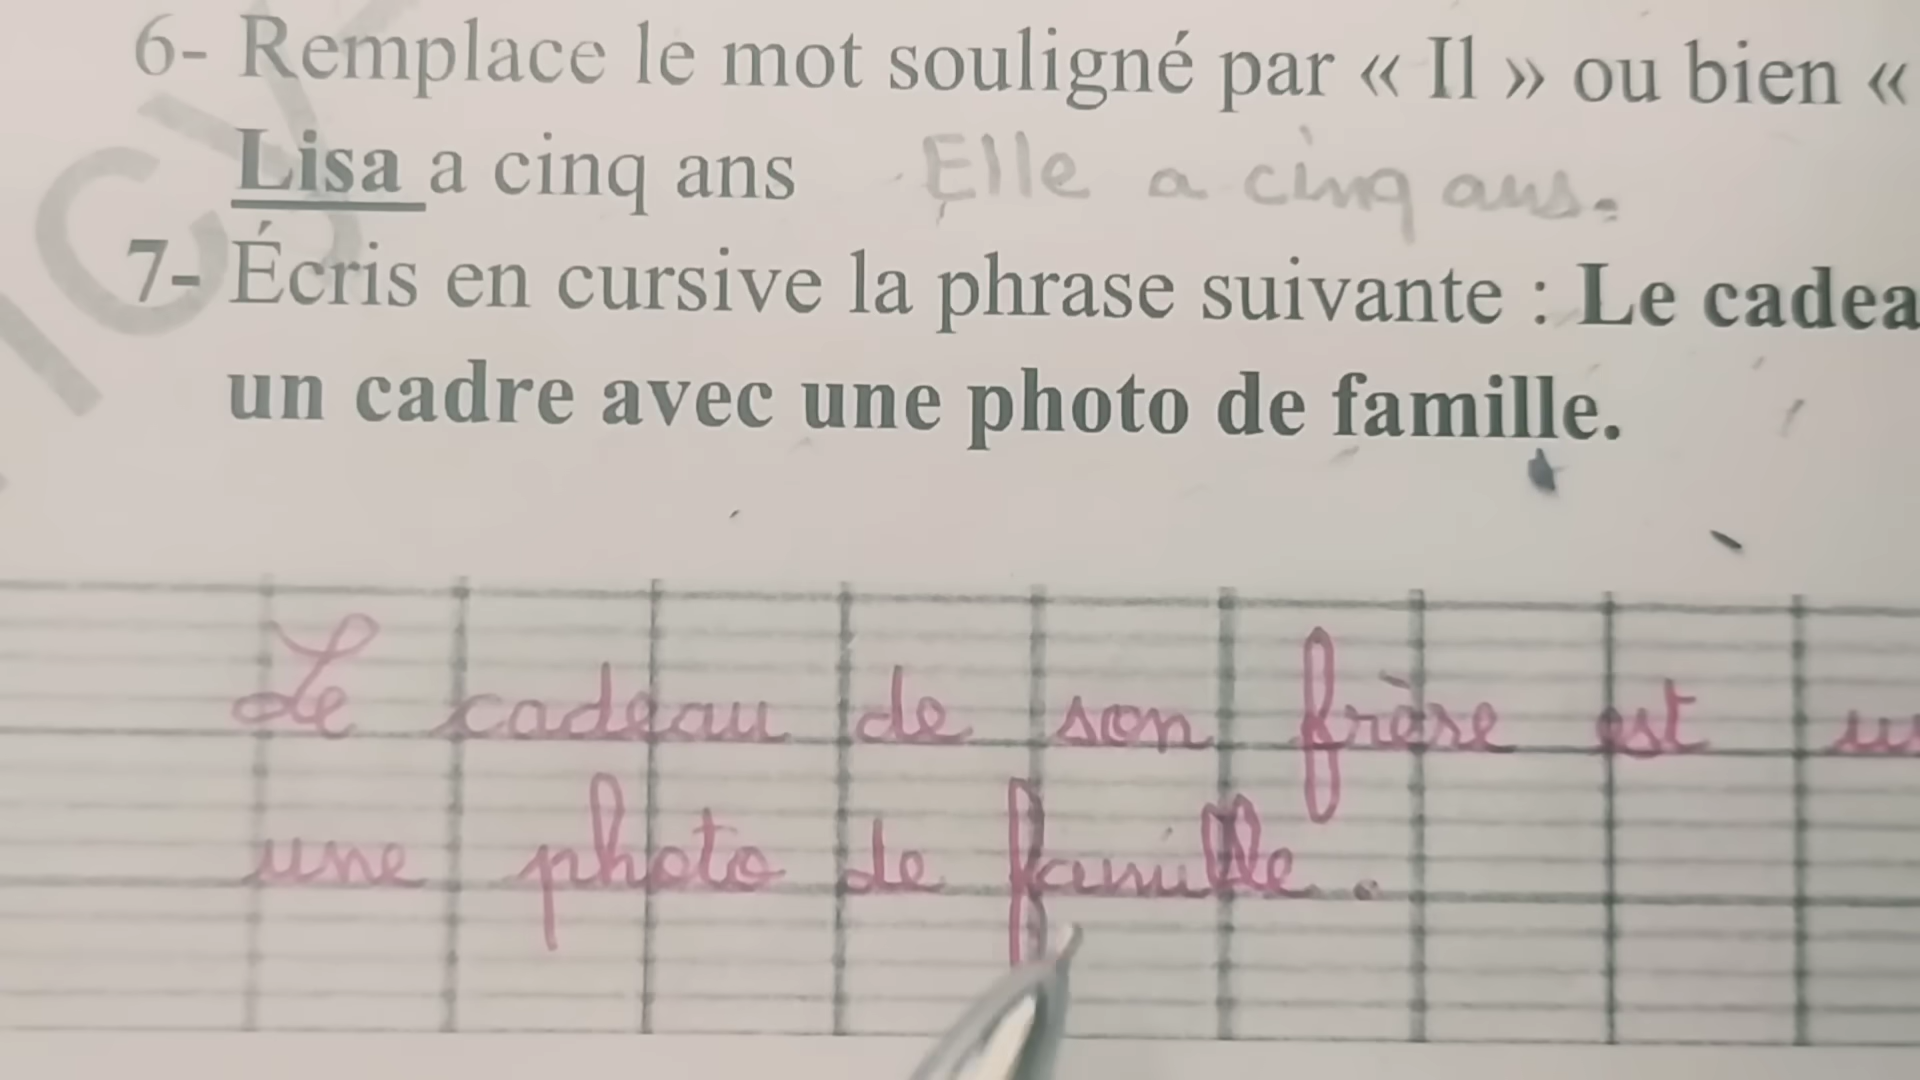 6- Remplace le mot souligné par « Il » ou bien «
Lisa a cinq ans Elle a cinq ans.
7- Écris en cursive la phrase suivante : Le cadea
un cadre avec une photo de famille.
Le cadeau de son frère est
une photo de famille.